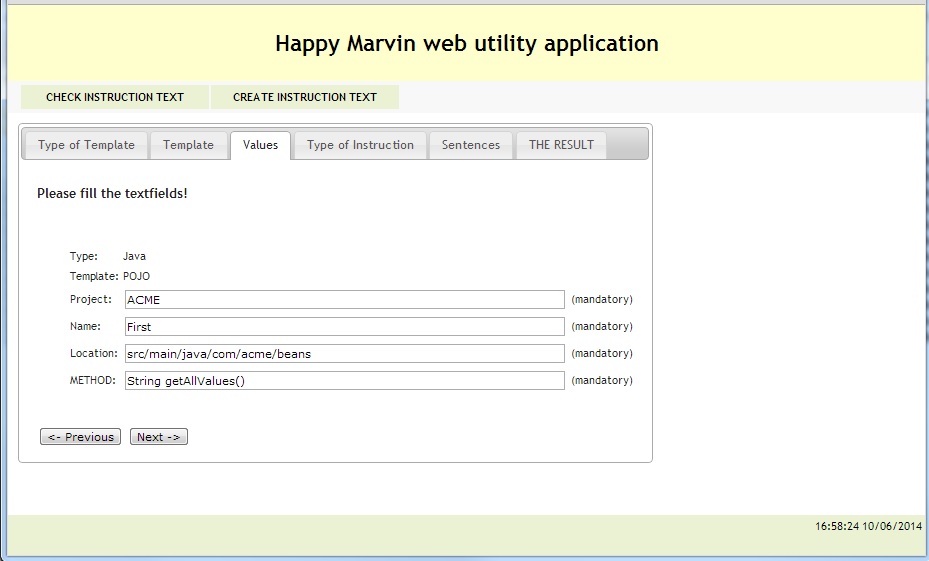 Happy Marvin web utility application
CHECK INSTRUCTION TEXT CREATE INSTRUCTION TEXT
Type of Template Template Values Type of Instruction Sentences THE RESULT
Please fill the textfields!
Type: Java
Template: POJO
Project: ACME (mandatory)
Name: First (mandatory)
Location: src/main/java/com/acme/beans (mandatory)
METHOD: String getAllValues() (mandatory)
<- Previous Next ->
16:58:24 10/06/2014